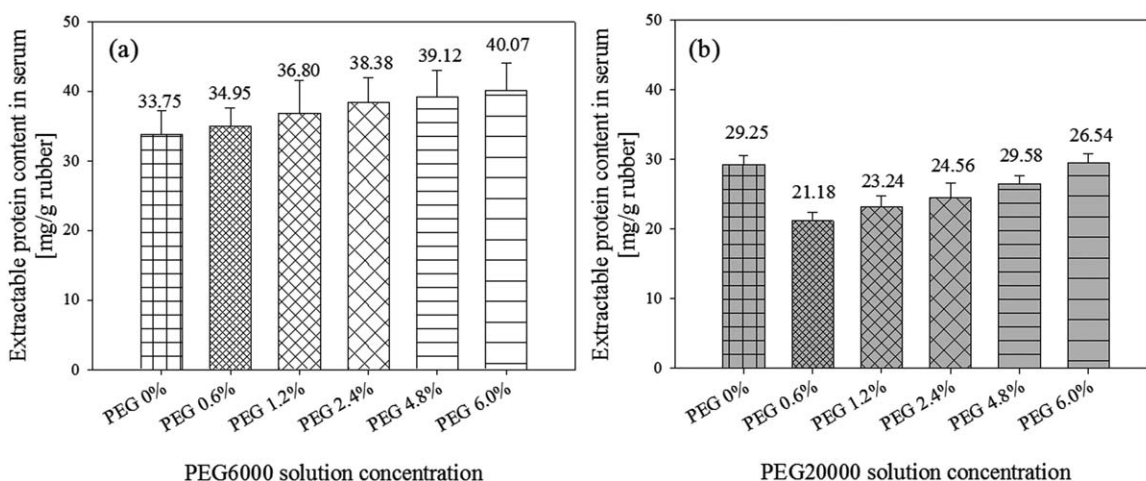 Extractable protein content in serum
[mg/g rubber]
50
40
30
20
10
0
(a)
33.75
34.95
36.80
38.38
39.12
40.07
PEG 0%
PEG 0.6%
PEG 1.2%
PEG 2.4%
PEG 4.8%
PEG 6.0%
PEG6000 solution concentration
Extractable protein content in serum
[mg/g rubber]
50
40
30
20
10
0
(b)
29.25
21.18
23.24
24.56
29.58
26.54
PEG 0%
PEG 0.6%
PEG 1.2%
PEG 2.4%
PEG 4.8%
PEG 6.0%
PEG20000 solution concentration